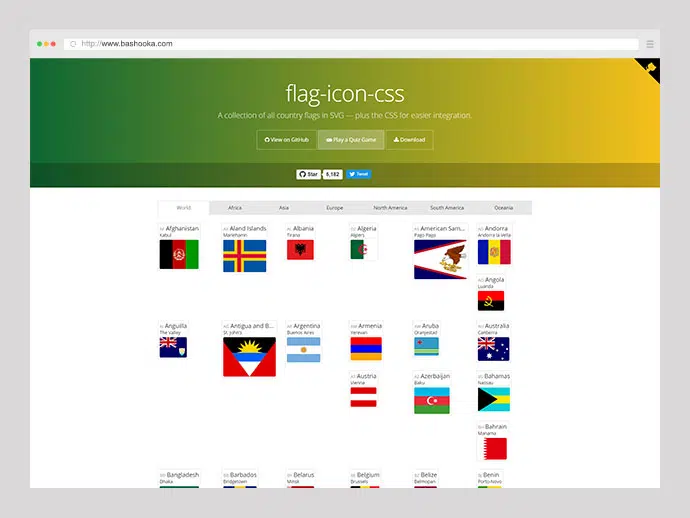 http://www.bashooka.com
flag-icon-css
A collection of all country flags in SVG — plus the CSS for easier integration.
View on GitHub
Play a Quiz Game
Download
Star
5,182
Tweet
World
Africa
Asia
Europe
North America
South America
Oceania
AF Afghanistan
Kabul
AX Aland Islands
Mariehamn
AL Albania
Tirana
DZ Algeria
Algiers
AS American Sam...
Pago Pago
AD Andorra
Andorra la Vella
AO Angola
Luanda
AI Anguilla
The Valley
AG Antigua and B...
St. John's
AR Argentina
Buenos Aires
AM Armenia
Yerevan
AW Aruba
Oranjestad
AU Australia
Canberra
AT Austria
Vienna
AZ Azerbaijan
Baku
BS Bahamas
Nassau
BH Bahrain
Manama
BD Bangladesh
Dhaka
BB Barbados
Bridgetown
BY Belarus
Minsk
BE Belgium
Brussels
BZ Belize
Belmopan
BJ Benin
Porto-Novo